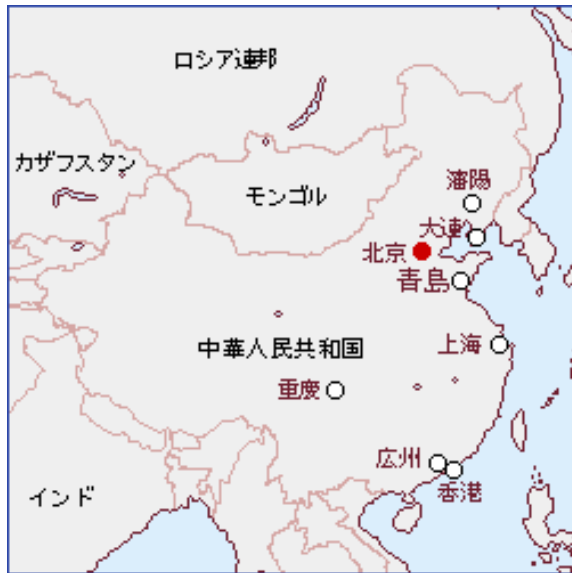 ロシア連邦
カザフスタン
モンゴル
瀋陽
大連
北京
青島
中華人民共和国
上海
重慶
広州
香港
インド